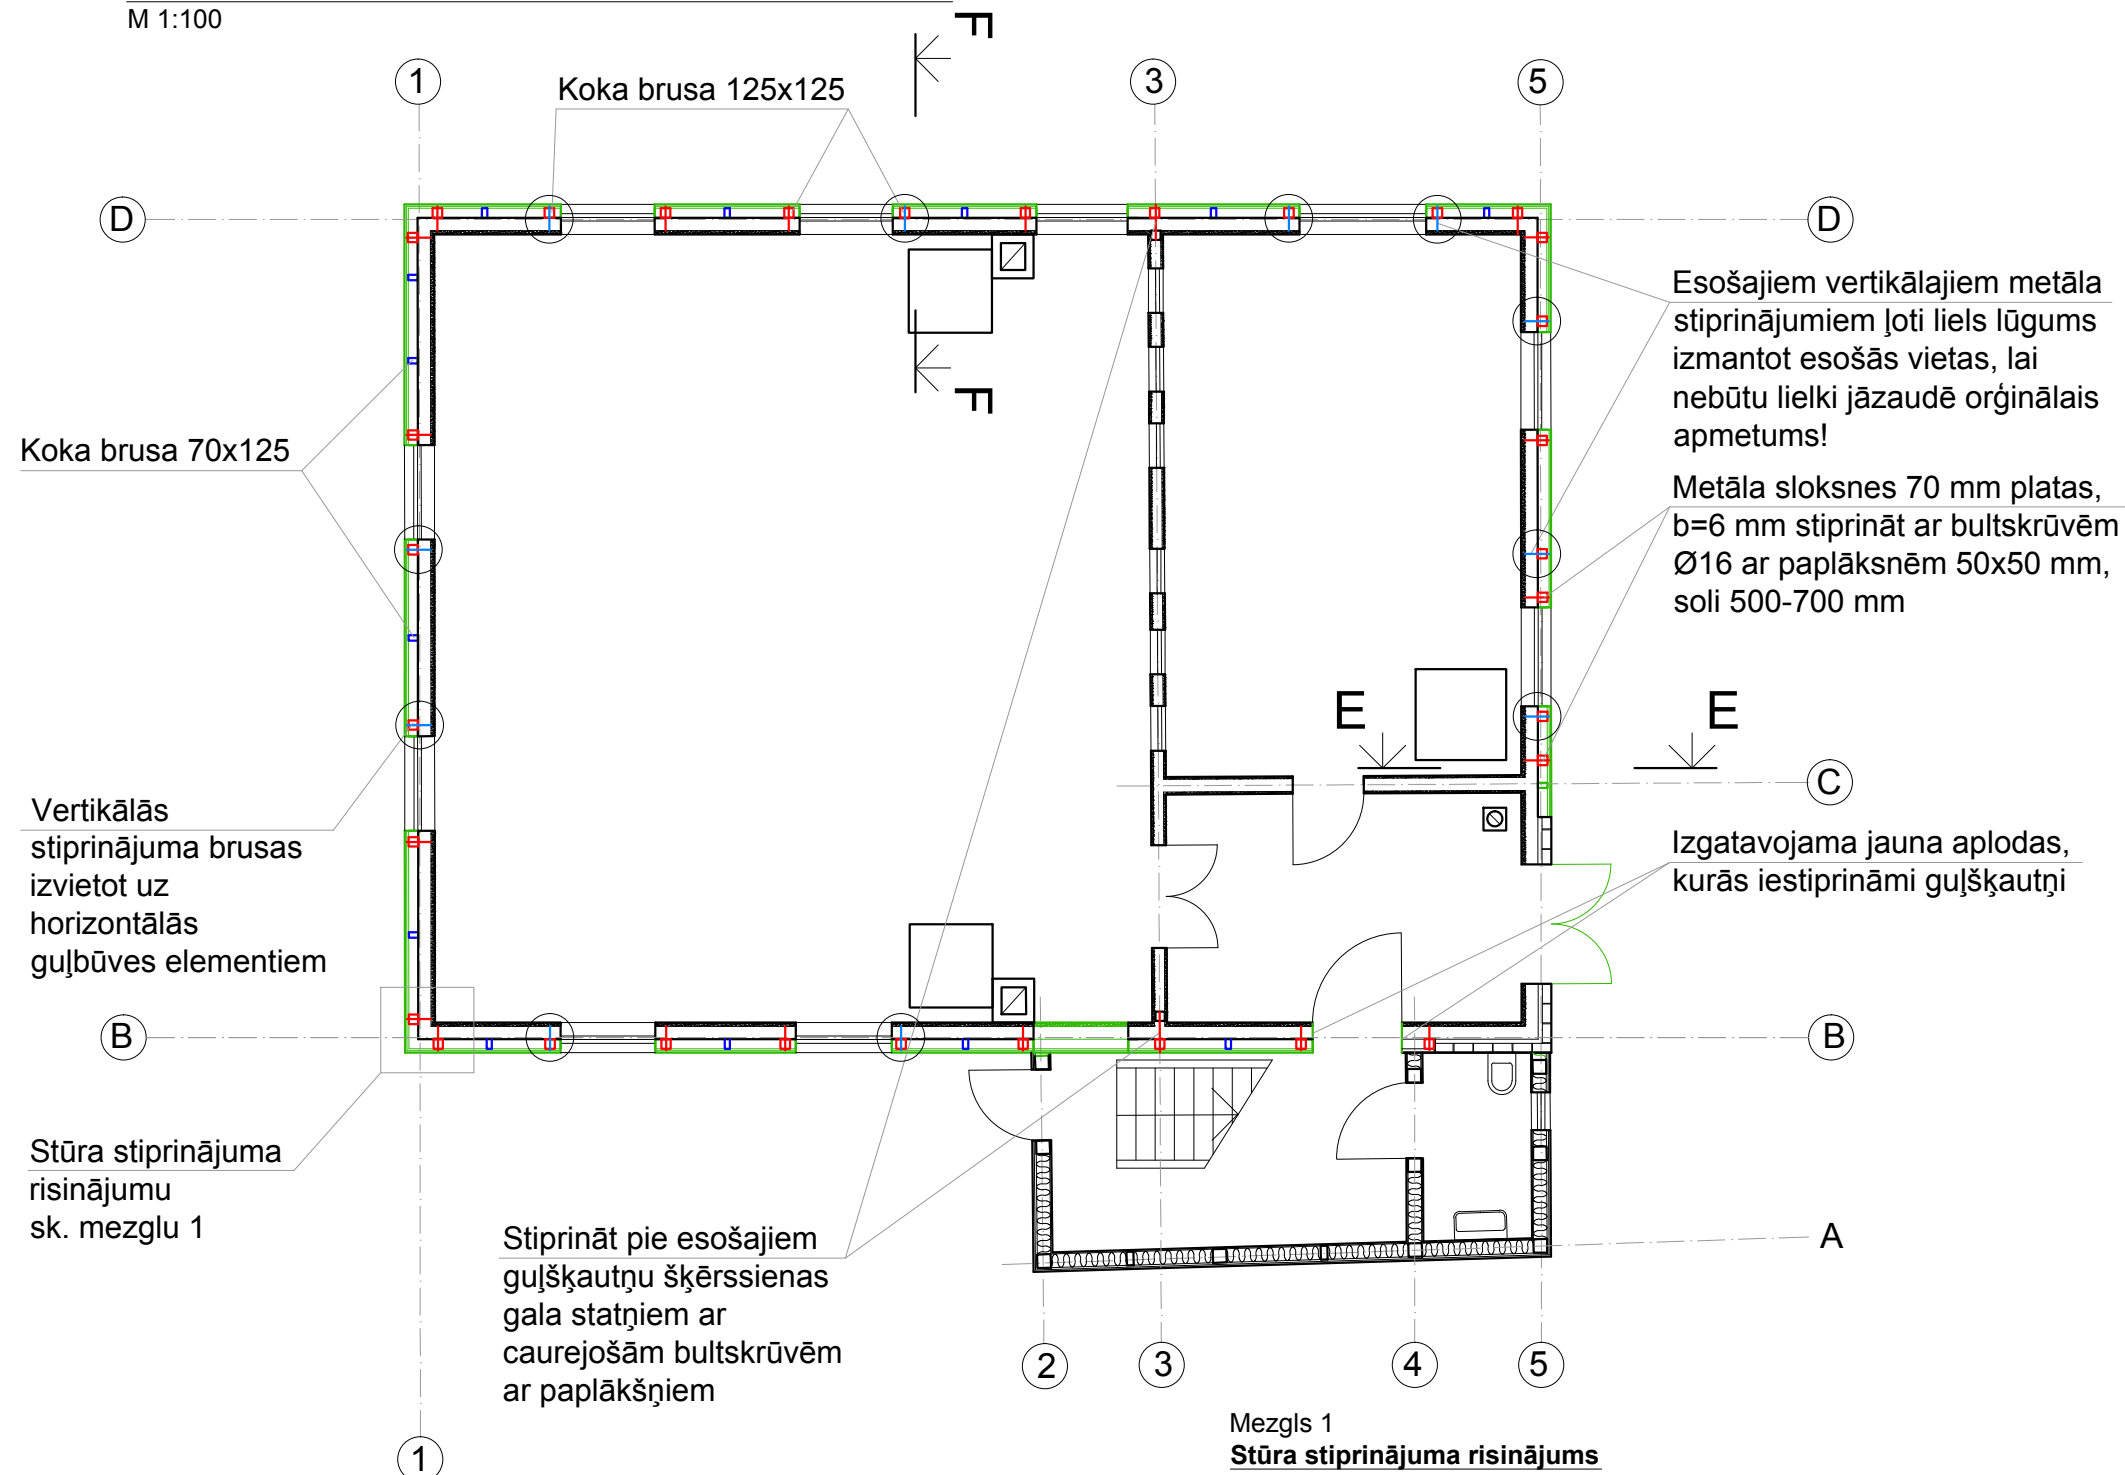 M 1:100
F
1
3
5
Koka brusa 125x125
D
D
Esošajiem vertikālajiem metāla
stiprinājumiem ļoti liels lūgums
izmantot esošās vietas, lai
nebūtu lielki jāzaudē orģinālais
apmetums!
F
Koka brusa 70x125
Metāla sloksnes 70 mm platas,
b=6 mm stiprināt ar bultskrūvēm
Ø16 ar paplāksnēm 50x50 mm,
soli 500-700 mm
E
E
C
Vertikālās
stiprinājuma brusas
izvietot uz
horizontālās
guļbūves elementiem
Izgatavojama jauna aplodas,
kurās iestiprināmi guļšķautņi
B
B
Stūra stiprinājuma
risinājumu
sk. mezglu 1
Stiprināt pie esošajiem
guļšķautņu šķērssienas
gala statņiem ar
caurejošām bultskrūvēm
ar paplākšņiem
A
2
3
4
5
1
Mezgls 1
Stūra stiprinājuma risinājums